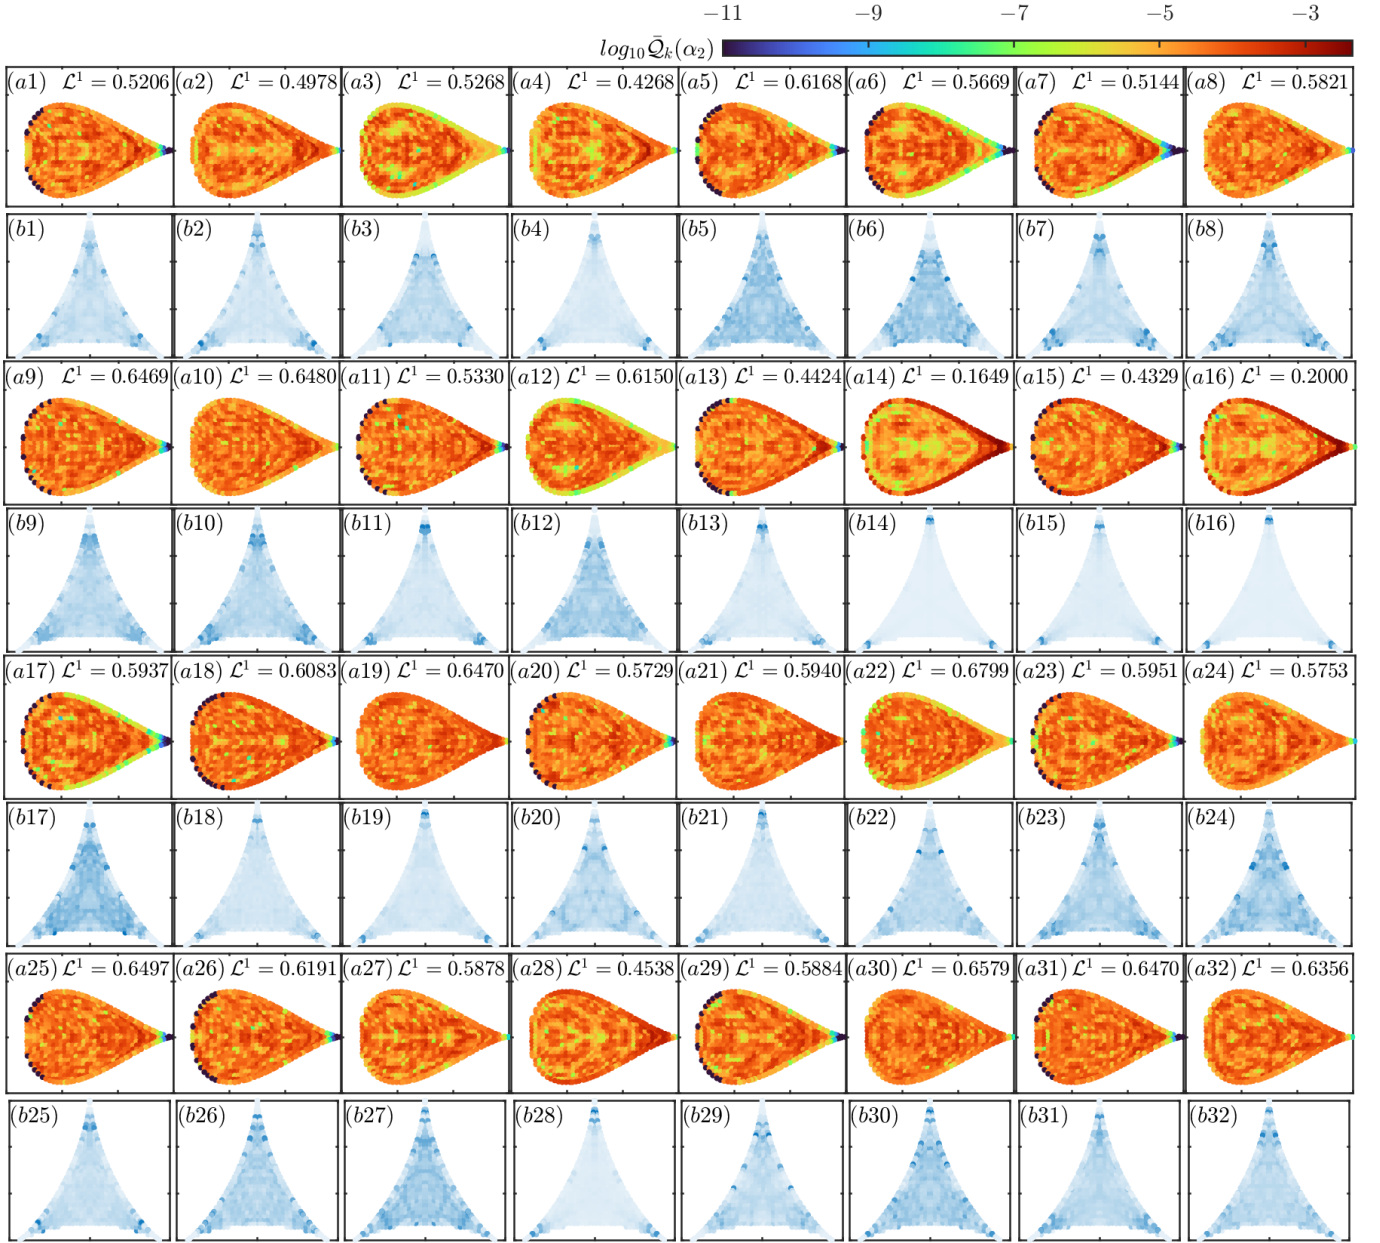 −11 −9 −7 −5 −3
log₁₀Q̄ₖ(α₂)
(a1) ℒ¹ = 0.5206 (a2) ℒ¹ = 0.4978 (a3) ℒ¹ = 0.5268 (a4) ℒ¹ = 0.4268 (a5) ℒ¹ = 0.6168 (a6) ℒ¹ = 0.5669 (a7) ℒ¹ = 0.5144 (a8) ℒ¹ = 0.5821
(b1) (b2) (b3) (b4) (b5) (b6) (b7) (b8)
(a9) ℒ¹ = 0.6469 (a10) ℒ¹ = 0.6480 (a11) ℒ¹ = 0.5330 (a12) ℒ¹ = 0.6150 (a13) ℒ¹ = 0.4424 (a14) ℒ¹ = 0.1649 (a15) ℒ¹ = 0.4329 (a16) ℒ¹ = 0.2000
(b9) (b10) (b11) (b12) (b13) (b14) (b15) (b16)
(a17) ℒ¹ = 0.5937 (a18) ℒ¹ = 0.6083 (a19) ℒ¹ = 0.6470 (a20) ℒ¹ = 0.5729 (a21) ℒ¹ = 0.5940 (a22) ℒ¹ = 0.6799 (a23) ℒ¹ = 0.5951 (a24) ℒ¹ = 0.5753
(b17) (b18) (b19) (b20) (b21) (b22) (b23) (b24)
(a25) ℒ¹ = 0.6497 (a26) ℒ¹ = 0.6191 (a27) ℒ¹ = 0.5878 (a28) ℒ¹ = 0.4538 (a29) ℒ¹ = 0.5884 (a30) ℒ¹ = 0.6579 (a31) ℒ¹ = 0.6470 (a32) ℒ¹ = 0.6356
(b25) (b26) (b27) (b28) (b29) (b30) (b31) (b32)